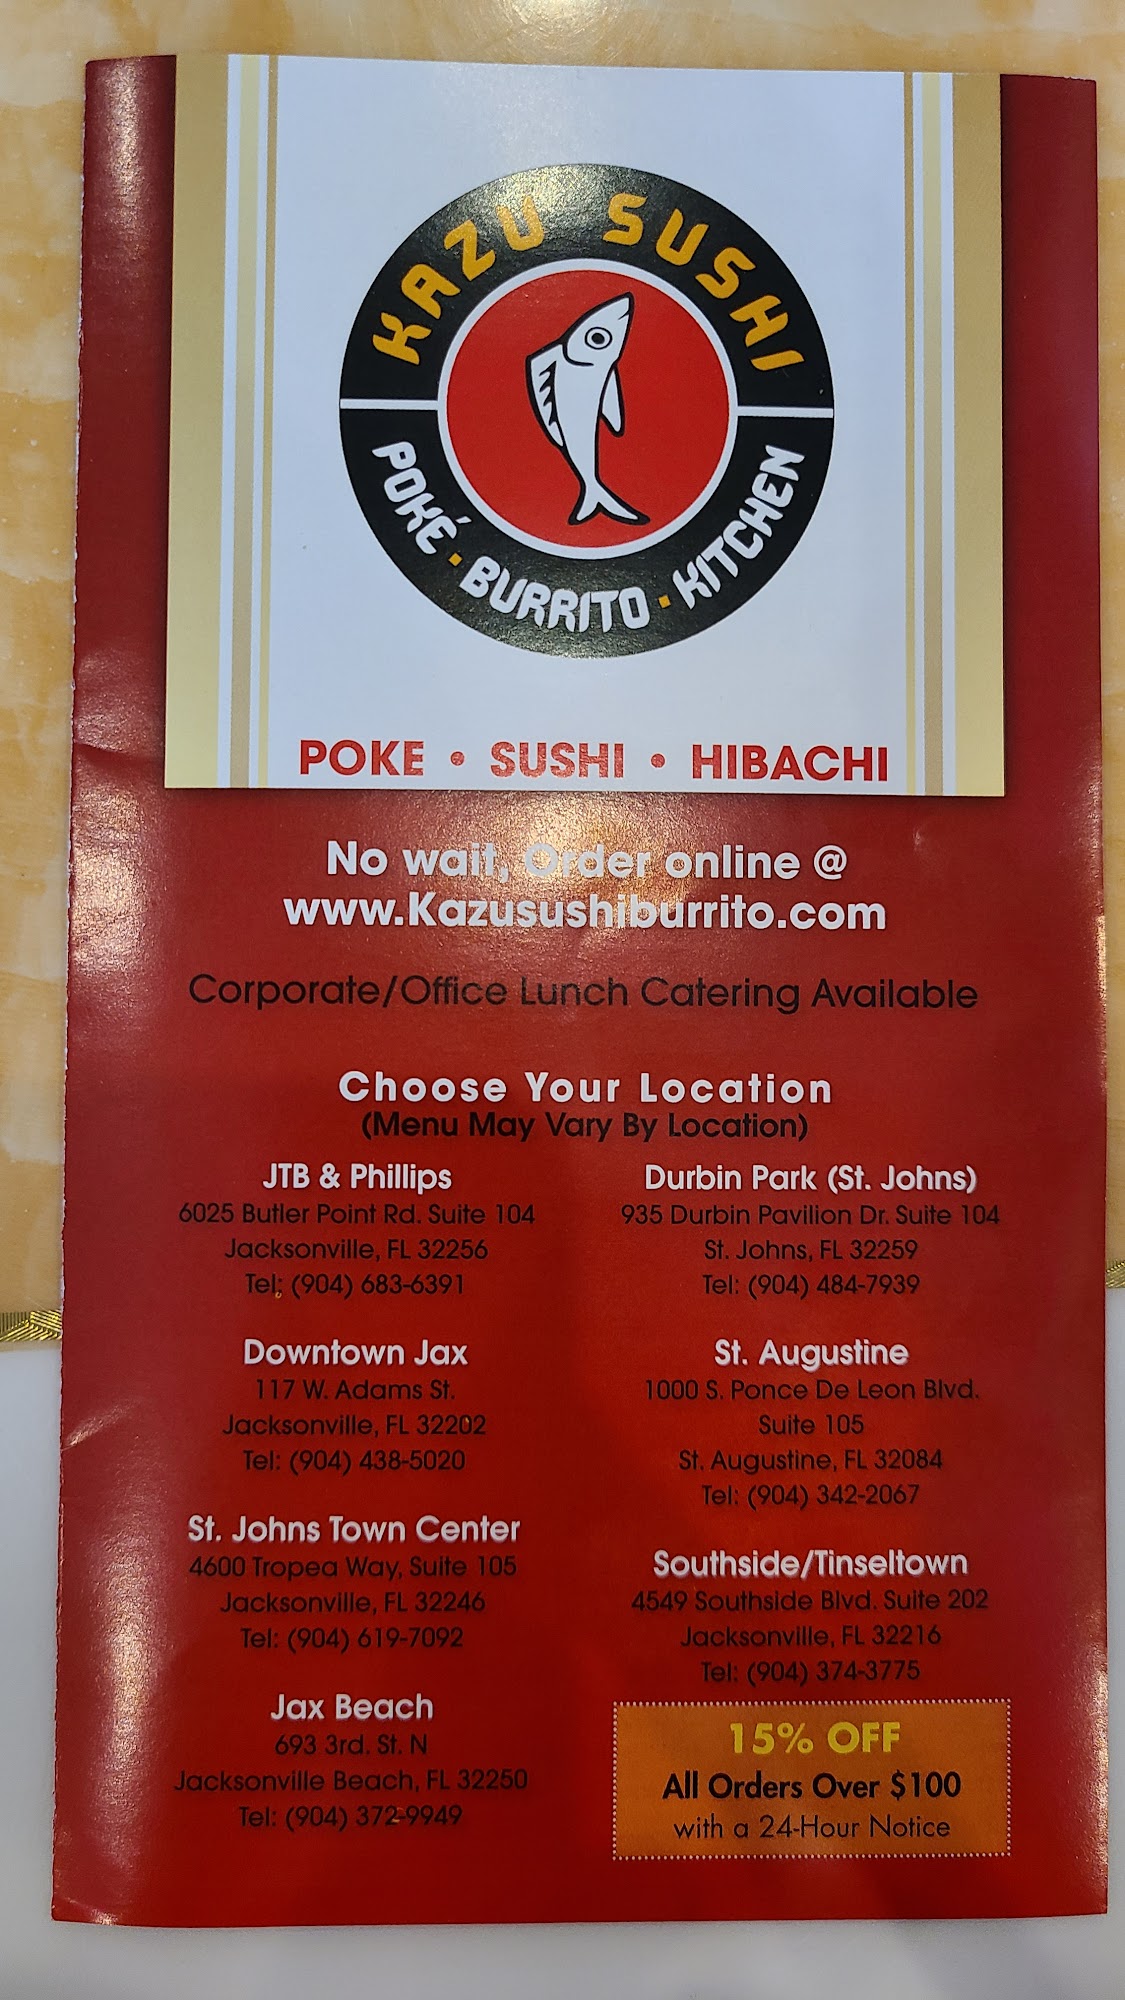 KAZU SUSHI
POKÉ · BURRITO · KITCHEN
POKE • SUSHI • HIBACHI
No wait, Order online @
www.Kazusushiburrito.com
Corporate/Office Lunch Catering Available
Choose Your Location
(Menu May Vary By Location)
JTB & Phillips
6025 Butler Point Rd. Suite 104
Jacksonville, FL 32256
Tel: (904) 683-6391
Downtown Jax
117 W. Adams St.
Jacksonville, FL 32202
Tel: (904) 438-5020
St. Johns Town Center
4600 Tropea Way, Suite 105
Jacksonville, FL 32246
Tel: (904) 619-7092
Jax Beach
693 3rd. St. N
Jacksonville Beach, FL 32250
Tel: (904) 372-9949
Durbin Park (St. Johns)
935 Durbin Pavilion Dr. Suite 104
St. Johns, FL 32259
Tel: (904) 484-7939
St. Augustine
1000 S. Ponce De Leon Blvd.
Suite 105
St. Augustine, FL 32084
Tel: (904) 342-2067
Southside/Tinseltown
4549 Southside Blvd. Suite 202
Jacksonville, FL 32216
Tel: (904) 374-3775
15% OFF
All Orders Over $100
with a 24-Hour Notice